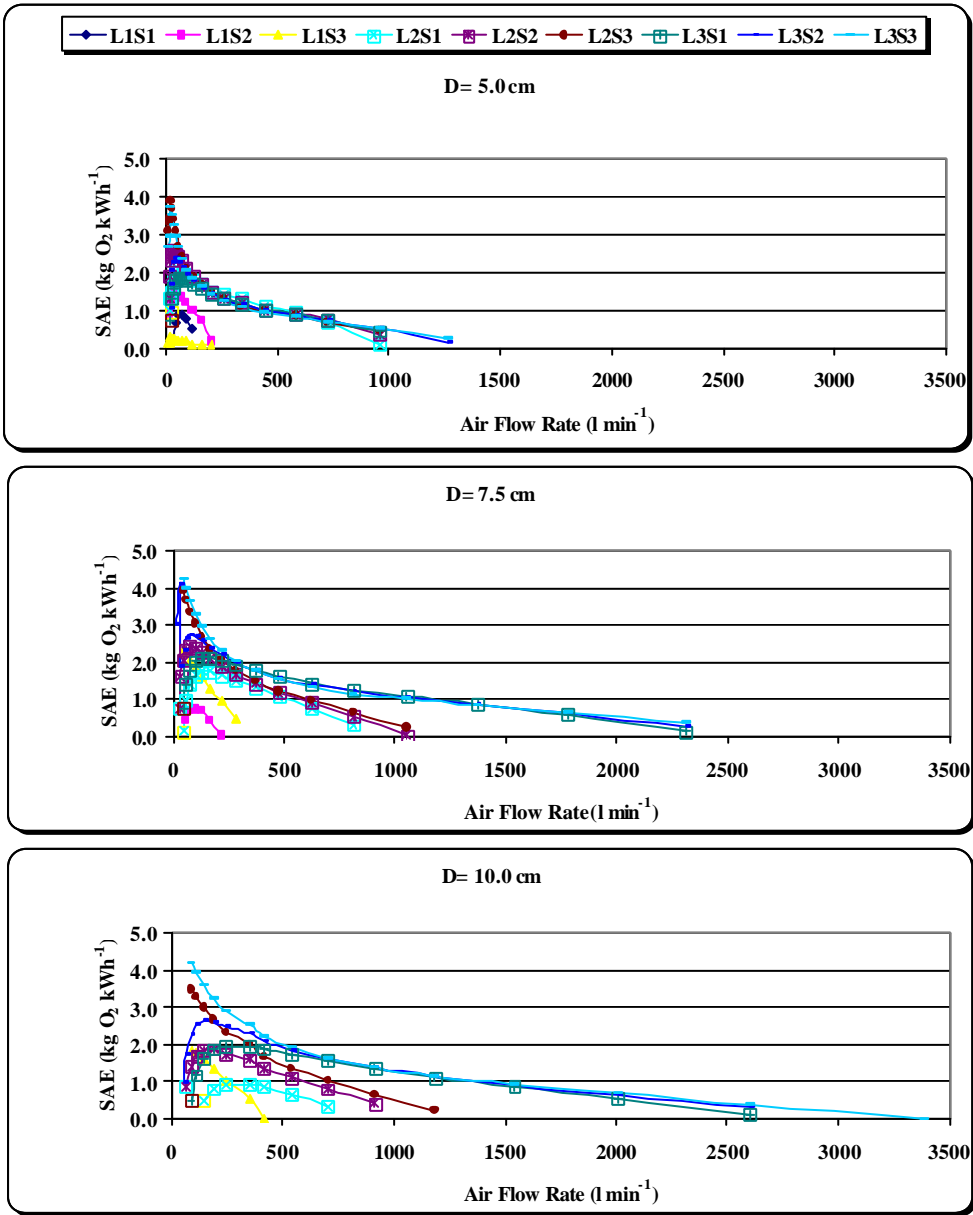 L1S1 L1S2 L1S3 L2S1 L2S2 L2S3 L3S1 L3S2 L3S3
D= 5.0 cm
SAE (kg O₂ kWh⁻¹)
5.0
4.0
3.0
2.0
1.0
0.0
0 500 1000 1500 2000 2500 3000 3500
Air Flow Rate (l min⁻¹)
D= 7.5 cm
SAE (kg O₂ kWh⁻¹)
5.0
4.0
3.0
2.0
1.0
0.0
0 500 1000 1500 2000 2500 3000 3500
Air Flow Rate (l min⁻¹)
D= 10.0 cm
SAE (kg O₂ kWh⁻¹)
5.0
4.0
3.0
2.0
1.0
0.0
0 500 1000 1500 2000 2500 3000 3500
Air Flow Rate (l min⁻¹)